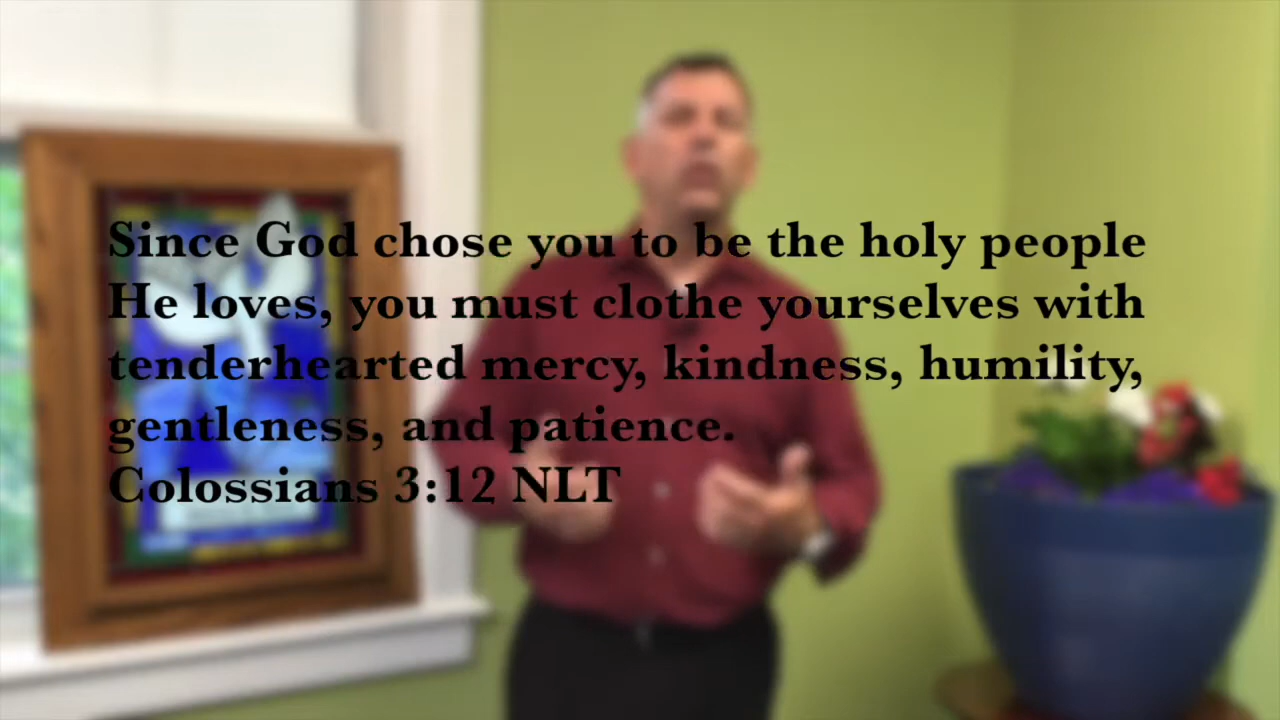 Since God chose you to be the holy people
He loves, you must clothe yourselves with
tenderhearted mercy, kindness, humility,
gentleness, and patience.
Colossians 3:12 NLT